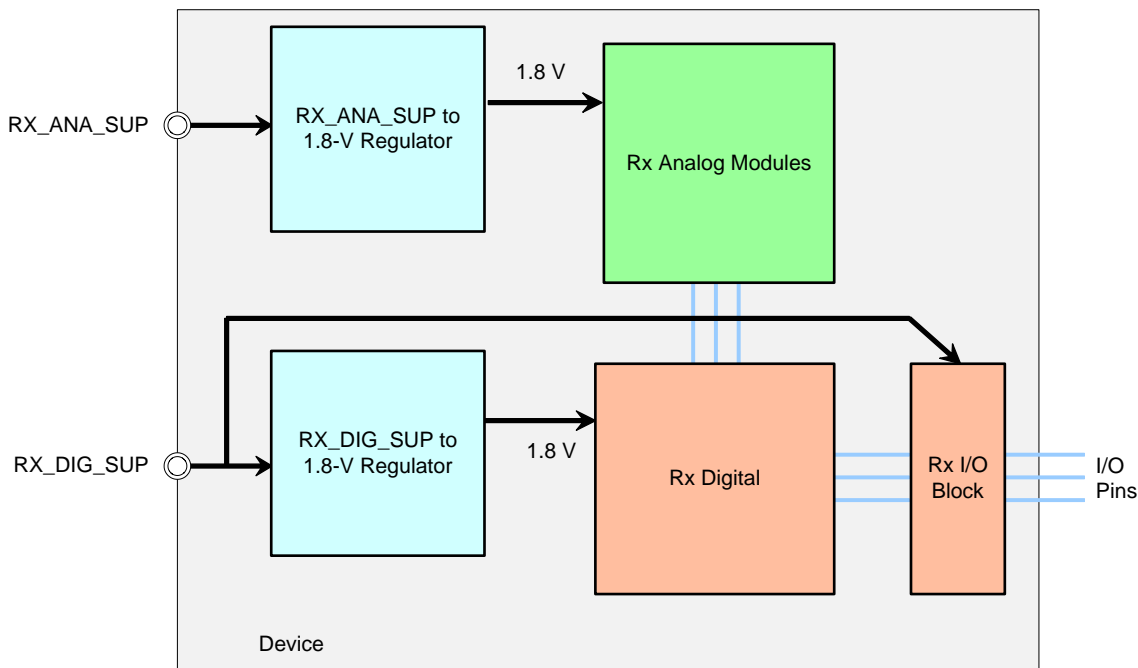 1.8 V
RX_ANA_SUP
RX_ANA_SUP to
1.8-V Regulator
Rx Analog Modules
RX_DIG_SUP
RX_DIG_SUP to
1.8-V Regulator
1.8 V
Rx Digital
Rx I/O
Block
I/O
Pins
Device